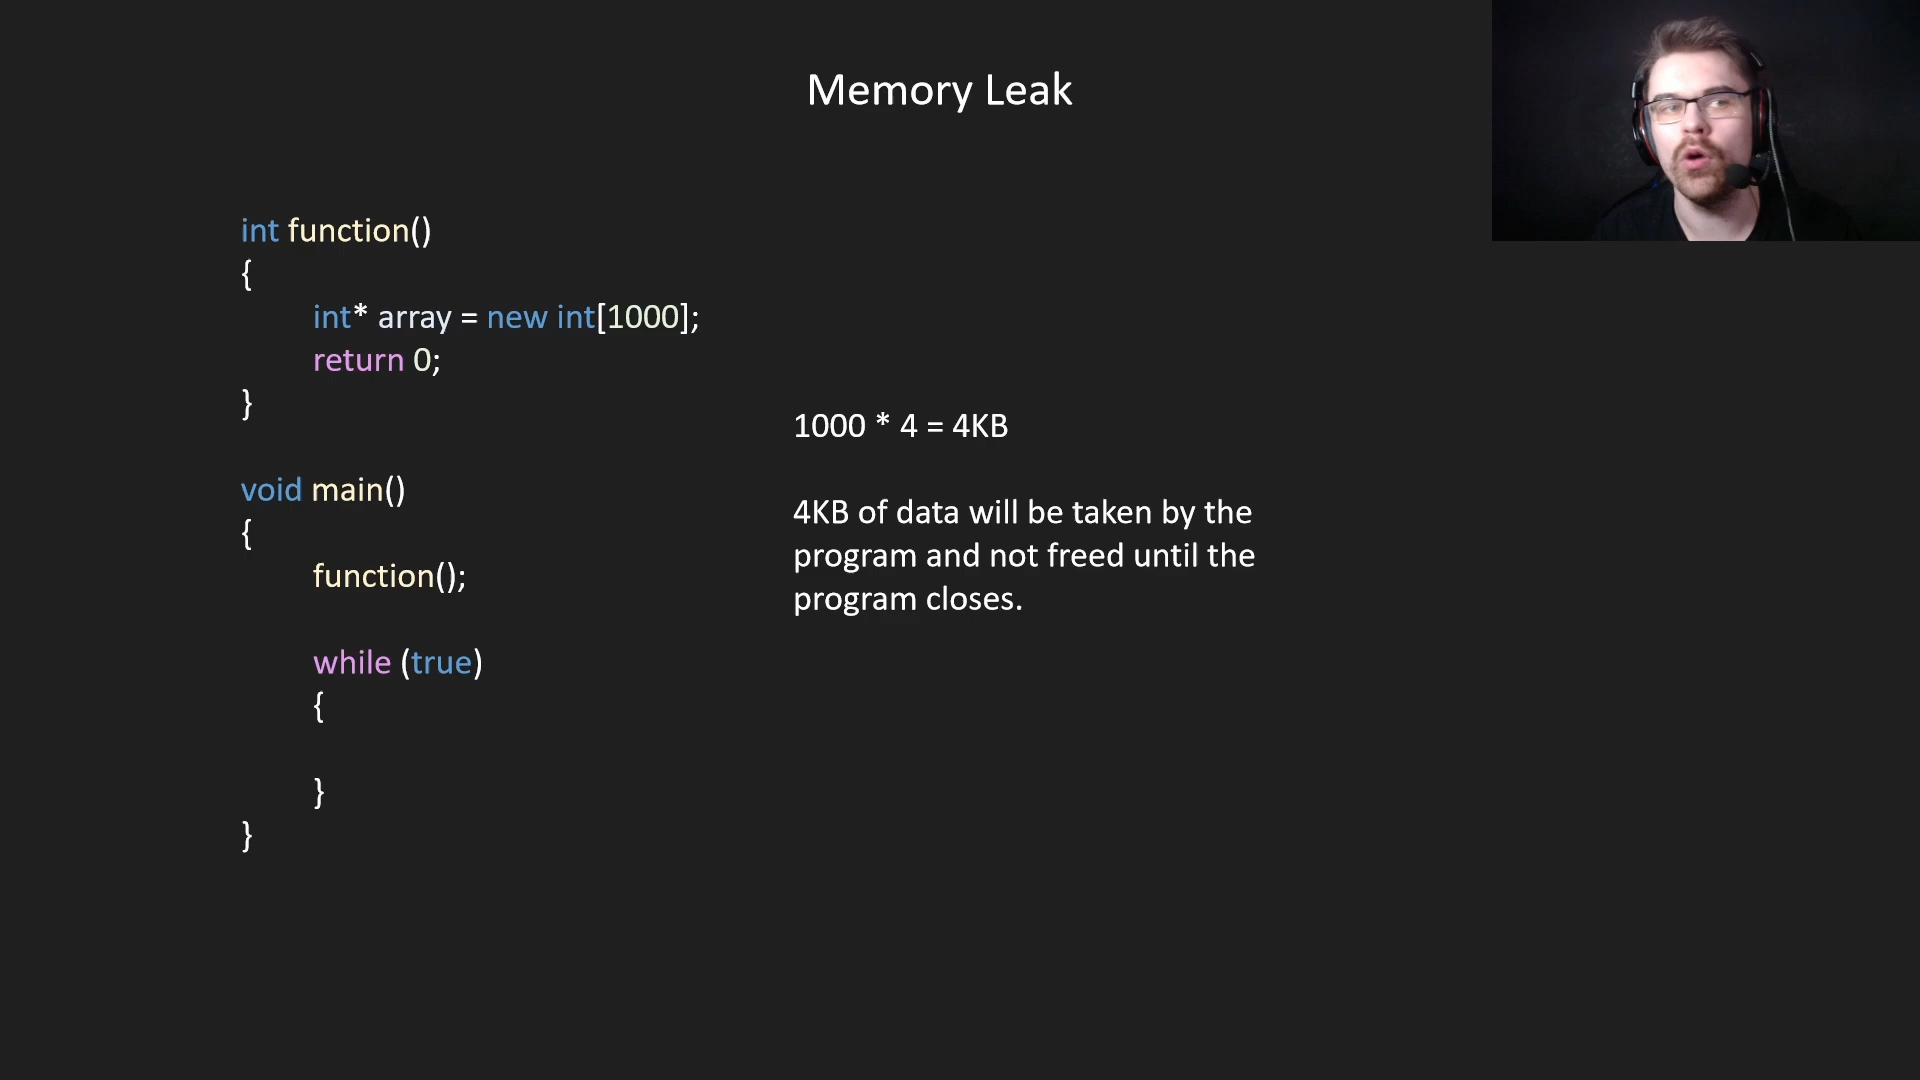 Memory Leak
int function()
{
int* array = new int[1000];
return 0;
}
void main()
{
function();
while (true)
{
}
}
1000 * 4 = 4KB
4KB of data will be taken by the
program and not freed until the
program closes.